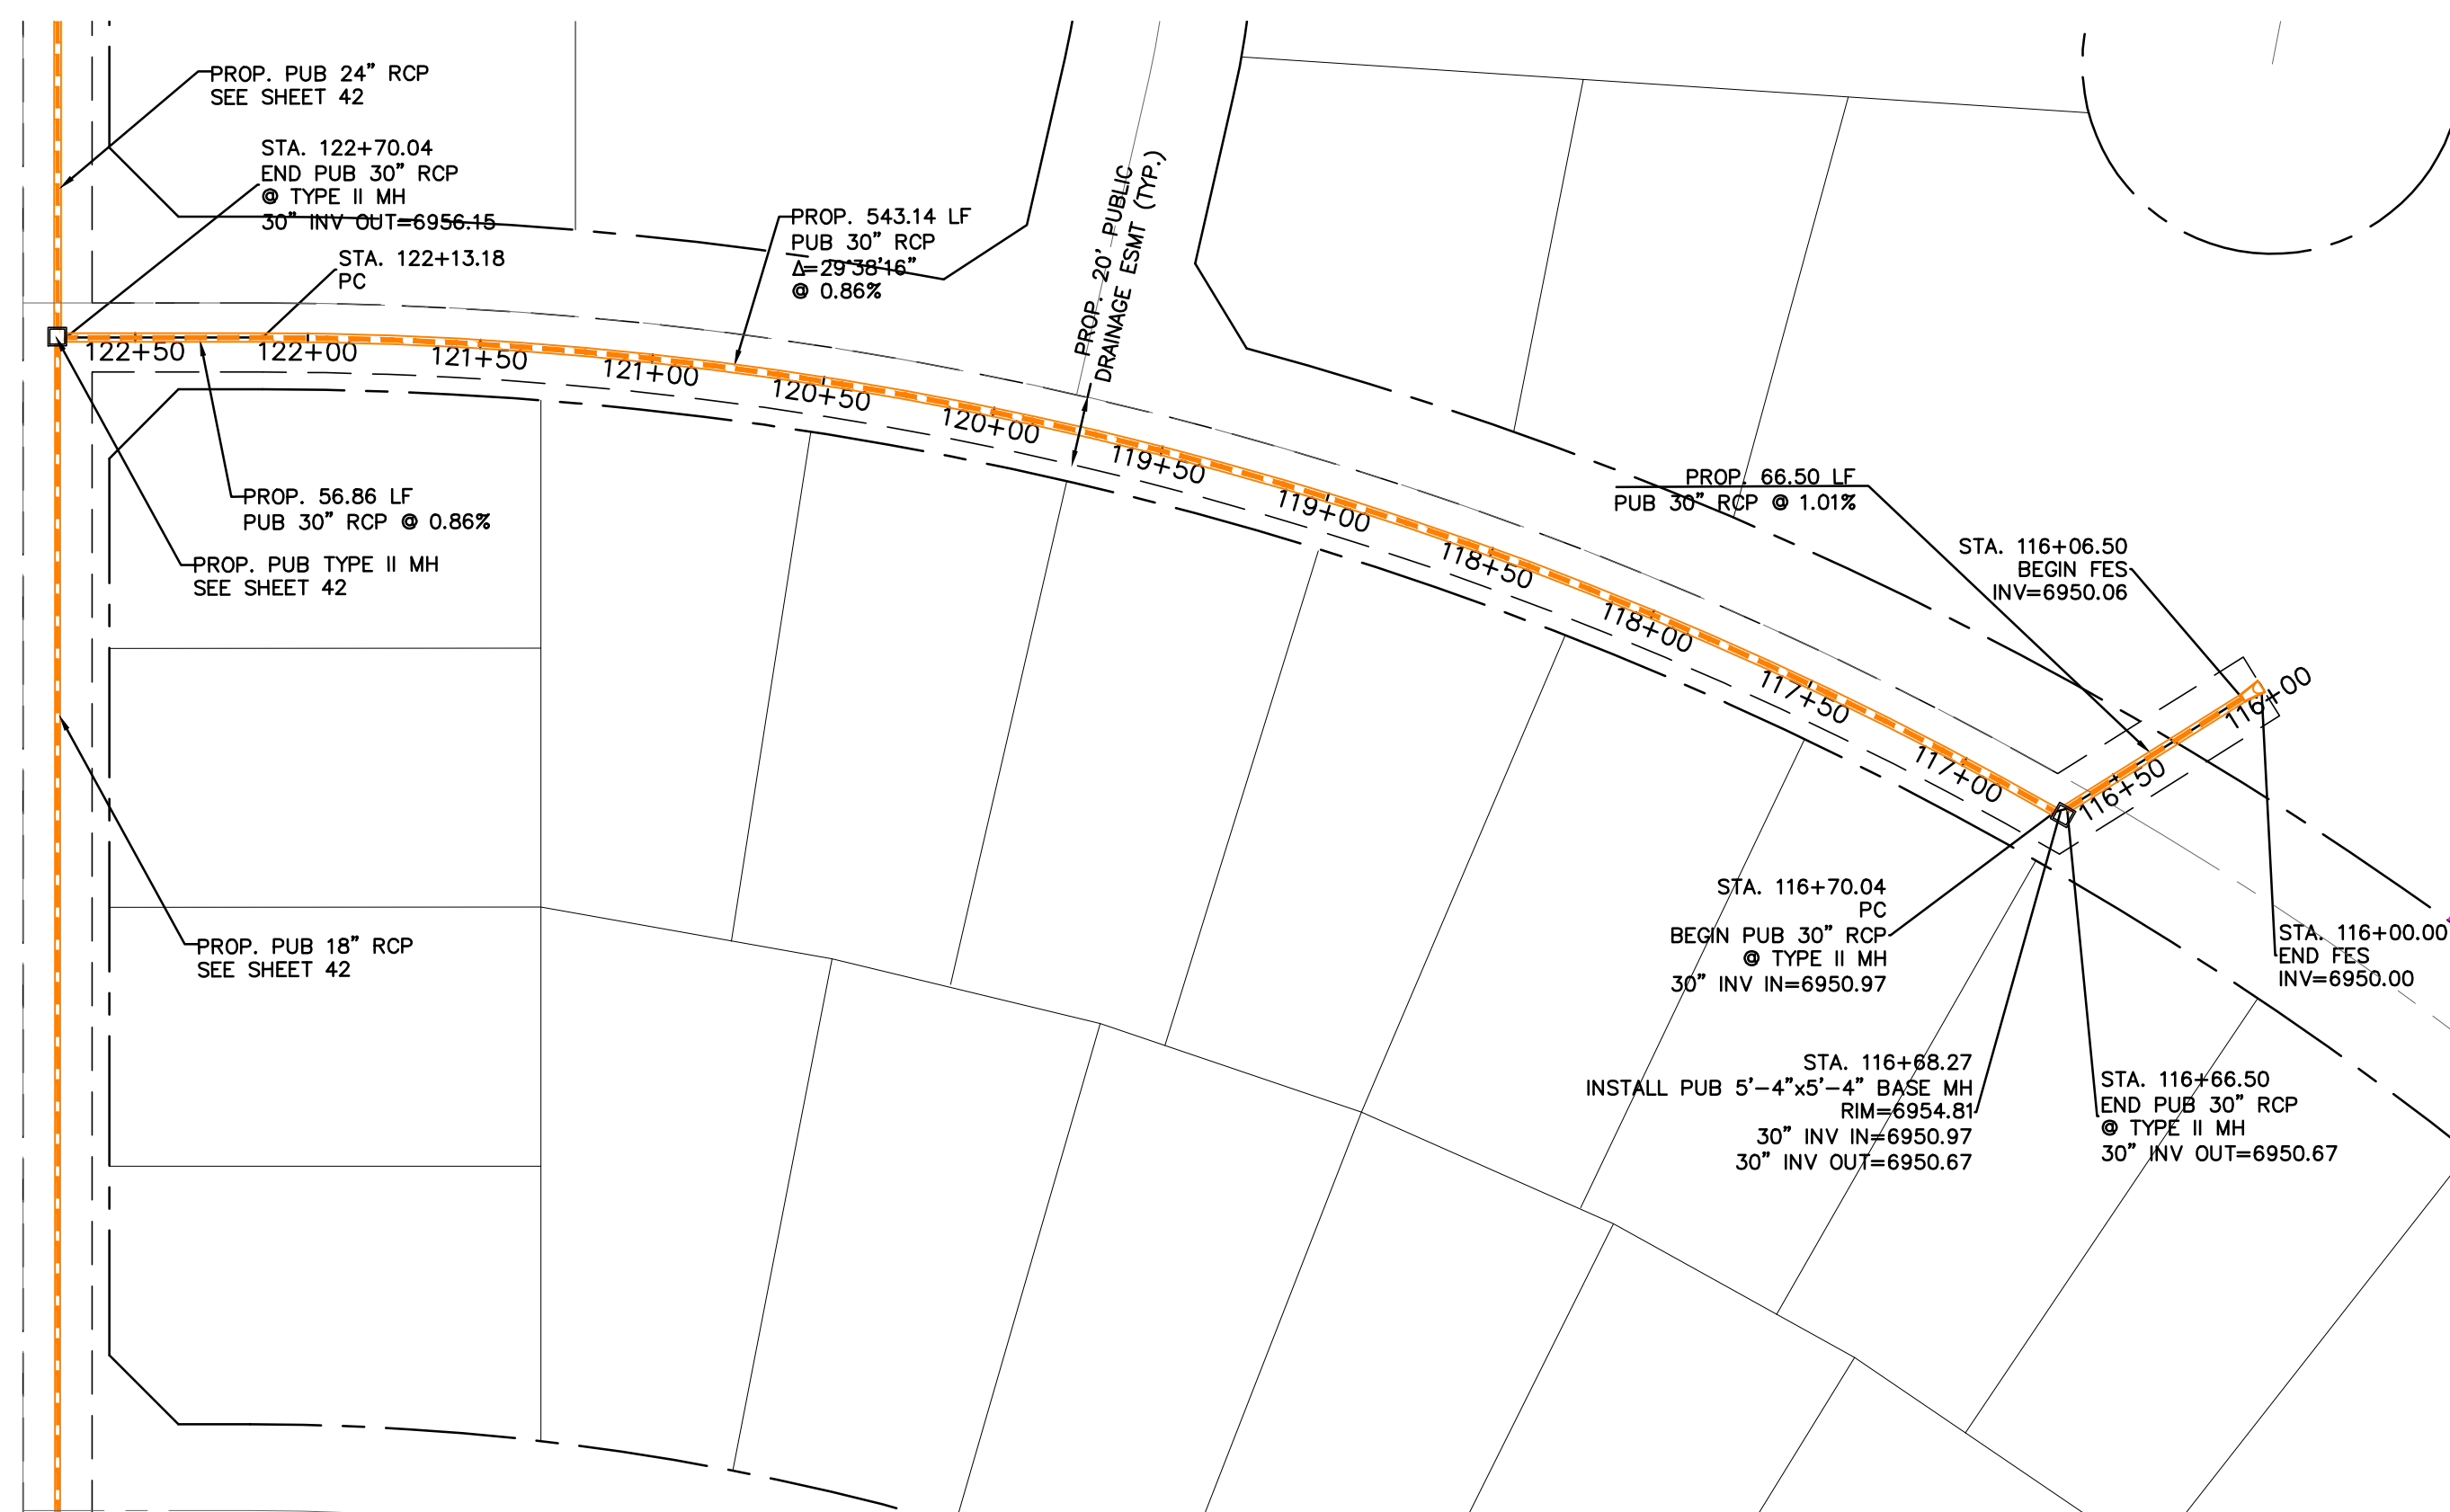 PROP. PUB 24" RCP
SEE SHEET 42
STA. 122+70.04
END PUB 30" RCP
@ TYPE II MH
30" INV OUT=6956.15
STA. 122+13.18
PC
PROP. 543.14 LF
PUB 30" RCP
Δ=29°38'16"
@ 0.86%
PROP. 20' PUBLIC
DRAINAGE ESMT (TYP.)
122+50
122+00
121+50
121+00
120+50
120+00
119+50
119+00
118+50
118+00
117+50
117+00
116+50
116+00
PROP. 56.86 LF
PUB 30" RCP @ 0.86%
PROP. PUB TYPE II MH
SEE SHEET 42
PROP. 66.50 LF
PUB 30" RCP @ 1.01%
STA. 116+06.50
BEGIN FES
INV=6950.06
PROP. PUB 18" RCP
SEE SHEET 42
STA. 116+70.04
PC
BEGIN PUB 30" RCP
@ TYPE II MH
30" INV IN=6950.97
STA. 116+00.00
END FES
INV=6950.00
STA. 116+68.27
INSTALL PUB 5'-4"x5'-4" BASE MH
RIM=6954.81
30" INV IN=6950.97
30" INV OUT=6950.67
STA. 116+66.50
END PUB 30" RCP
@ TYPE II MH
30" INV OUT=6950.67